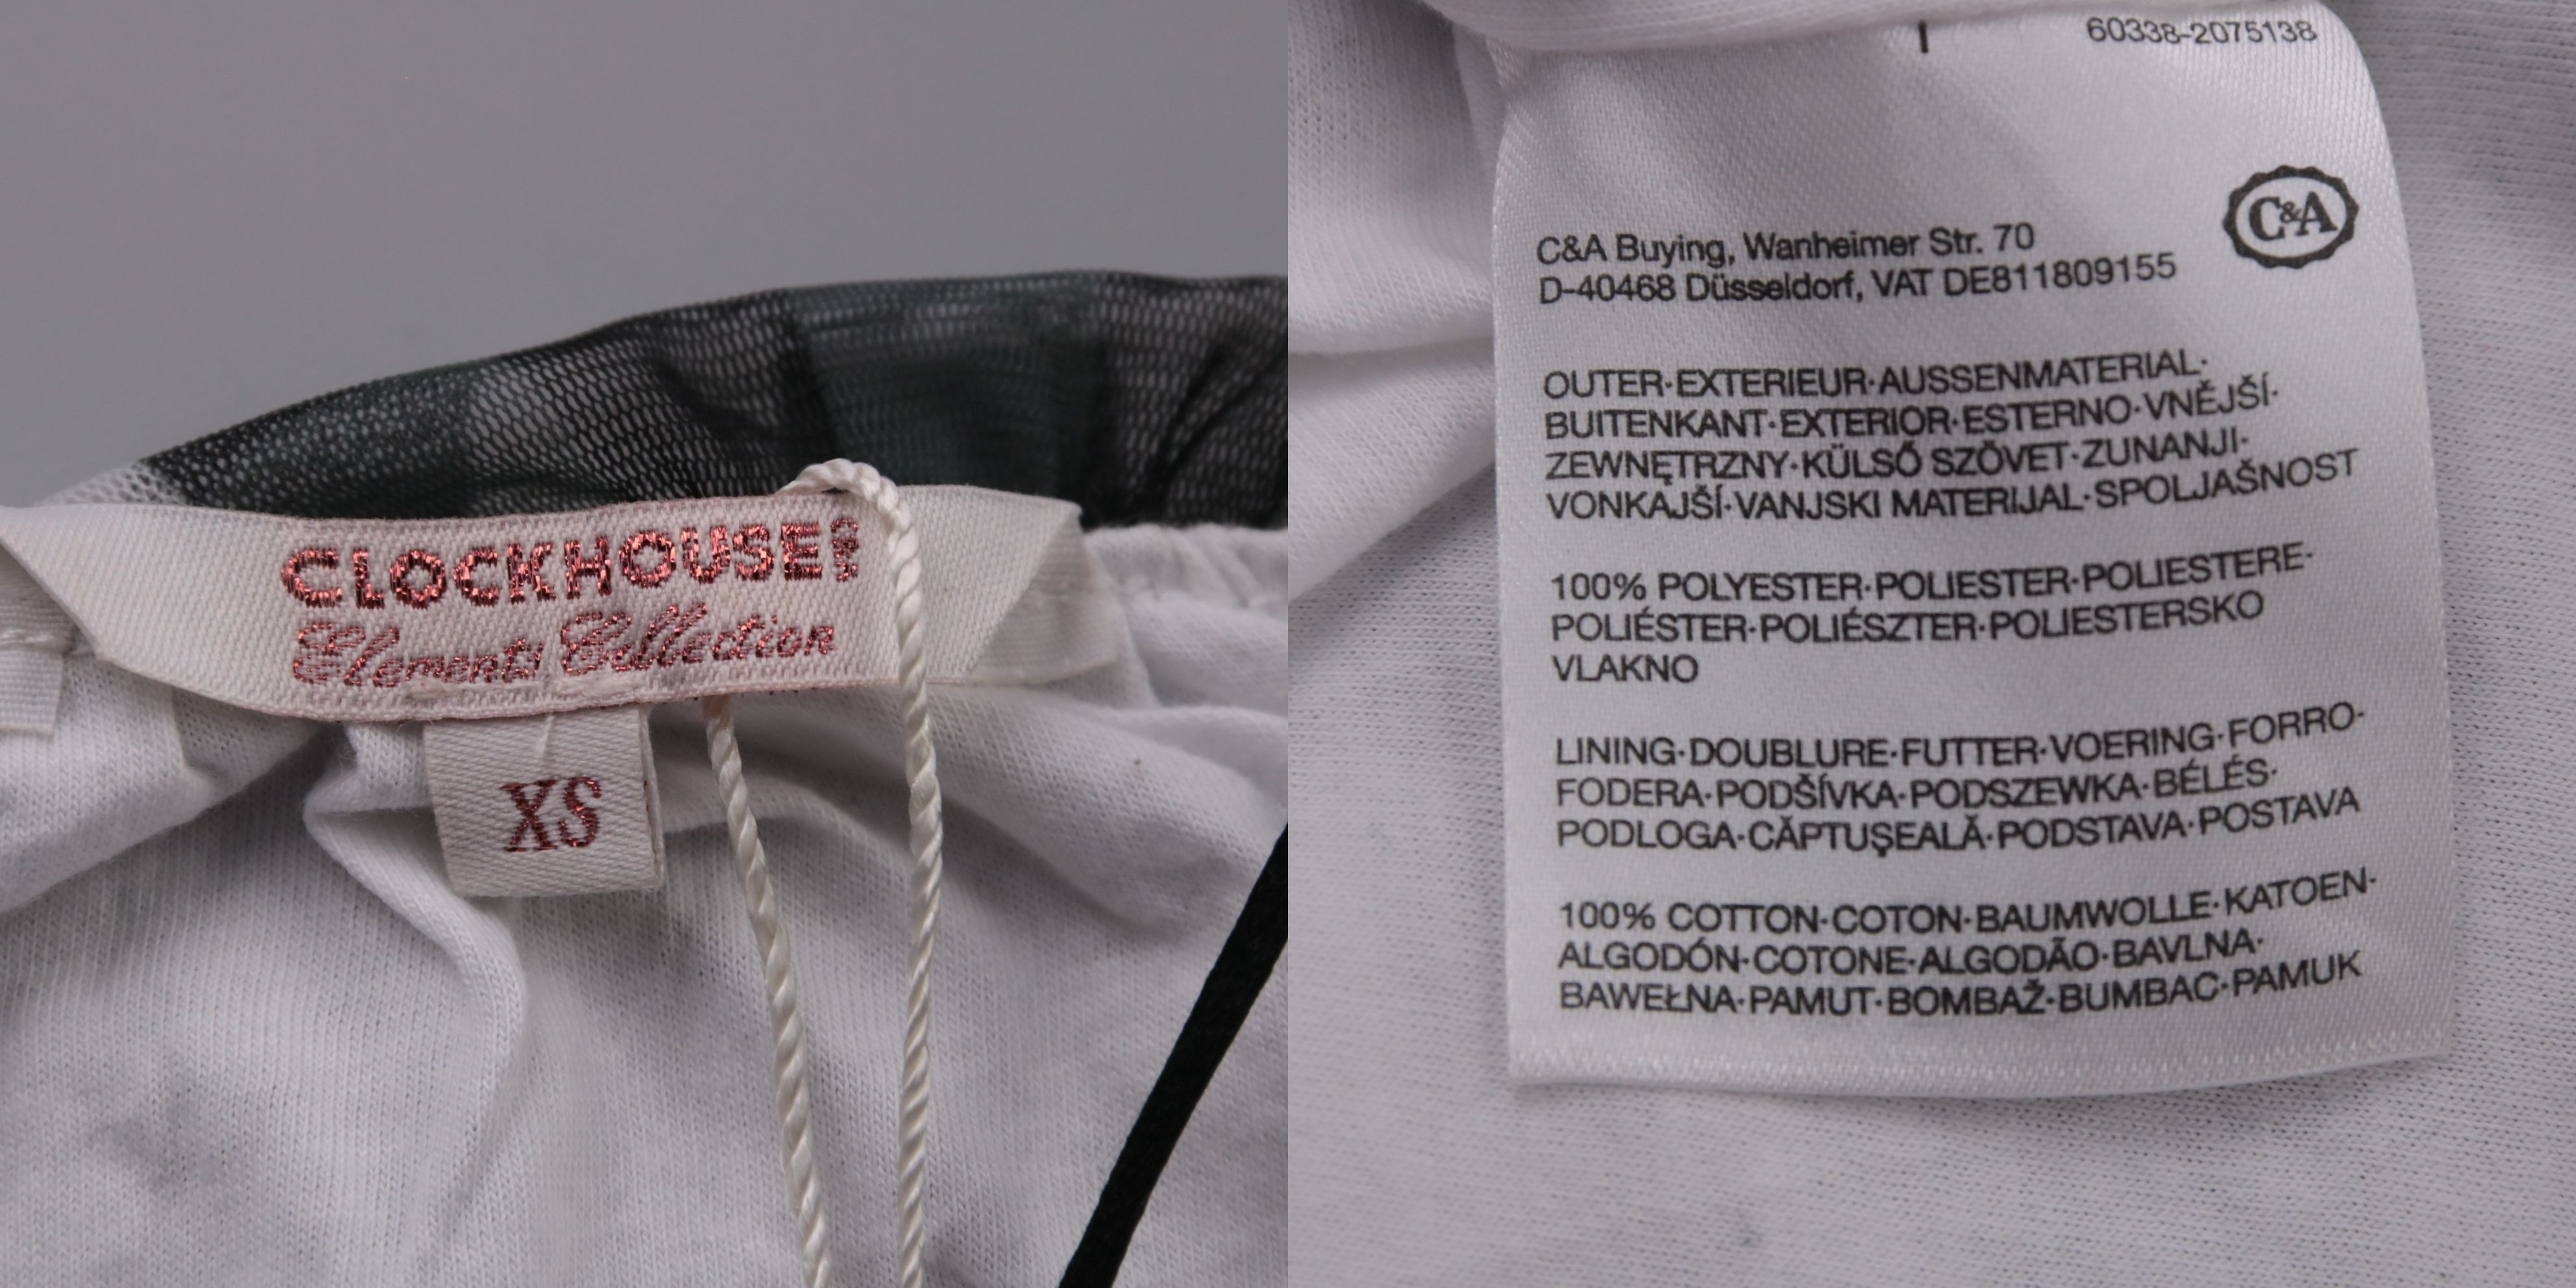 CLOCKHOUSE
Elements Collection
XS
60338-2075138
C&A
C&A Buying, Wanheimer Str. 70
D-40468 Düsseldorf, VAT DE811809155
OUTER·EXTERIEUR·AUSSENMATERIAL·
BUITENKANT·EXTERIOR·ESTERNO·VNĚJŠÍ·
ZEWNĘTRZNY·KÜLSŐ SZÖVET·ZUNANJI·
VONKAJŠÍ·VANJSKI MATERIJAL·SPOLJAŠNOST
100% POLYESTER·POLIESTER·POLIESTERE·
POLIÉSTER·POLIÉSZTER·POLIESTERSKO
VLAKNO
LINING·DOUBLURE·FUTTER·VOERING·FORRO·
FODERA·PODŠÍVKA·PODSZEWKA·BÉLÉS·
PODLOGA·CĂPTUŞEALĂ·PODSTAVA·POSTAVA
100% COTTON·COTON·BAUMWOLLE·KATOEN·
ALGODÓN·COTONE·ALGODÃO·BAVLNA·
BAWEŁNA·PAMUT·BOMBAŽ·BUMBAC·PAMUK